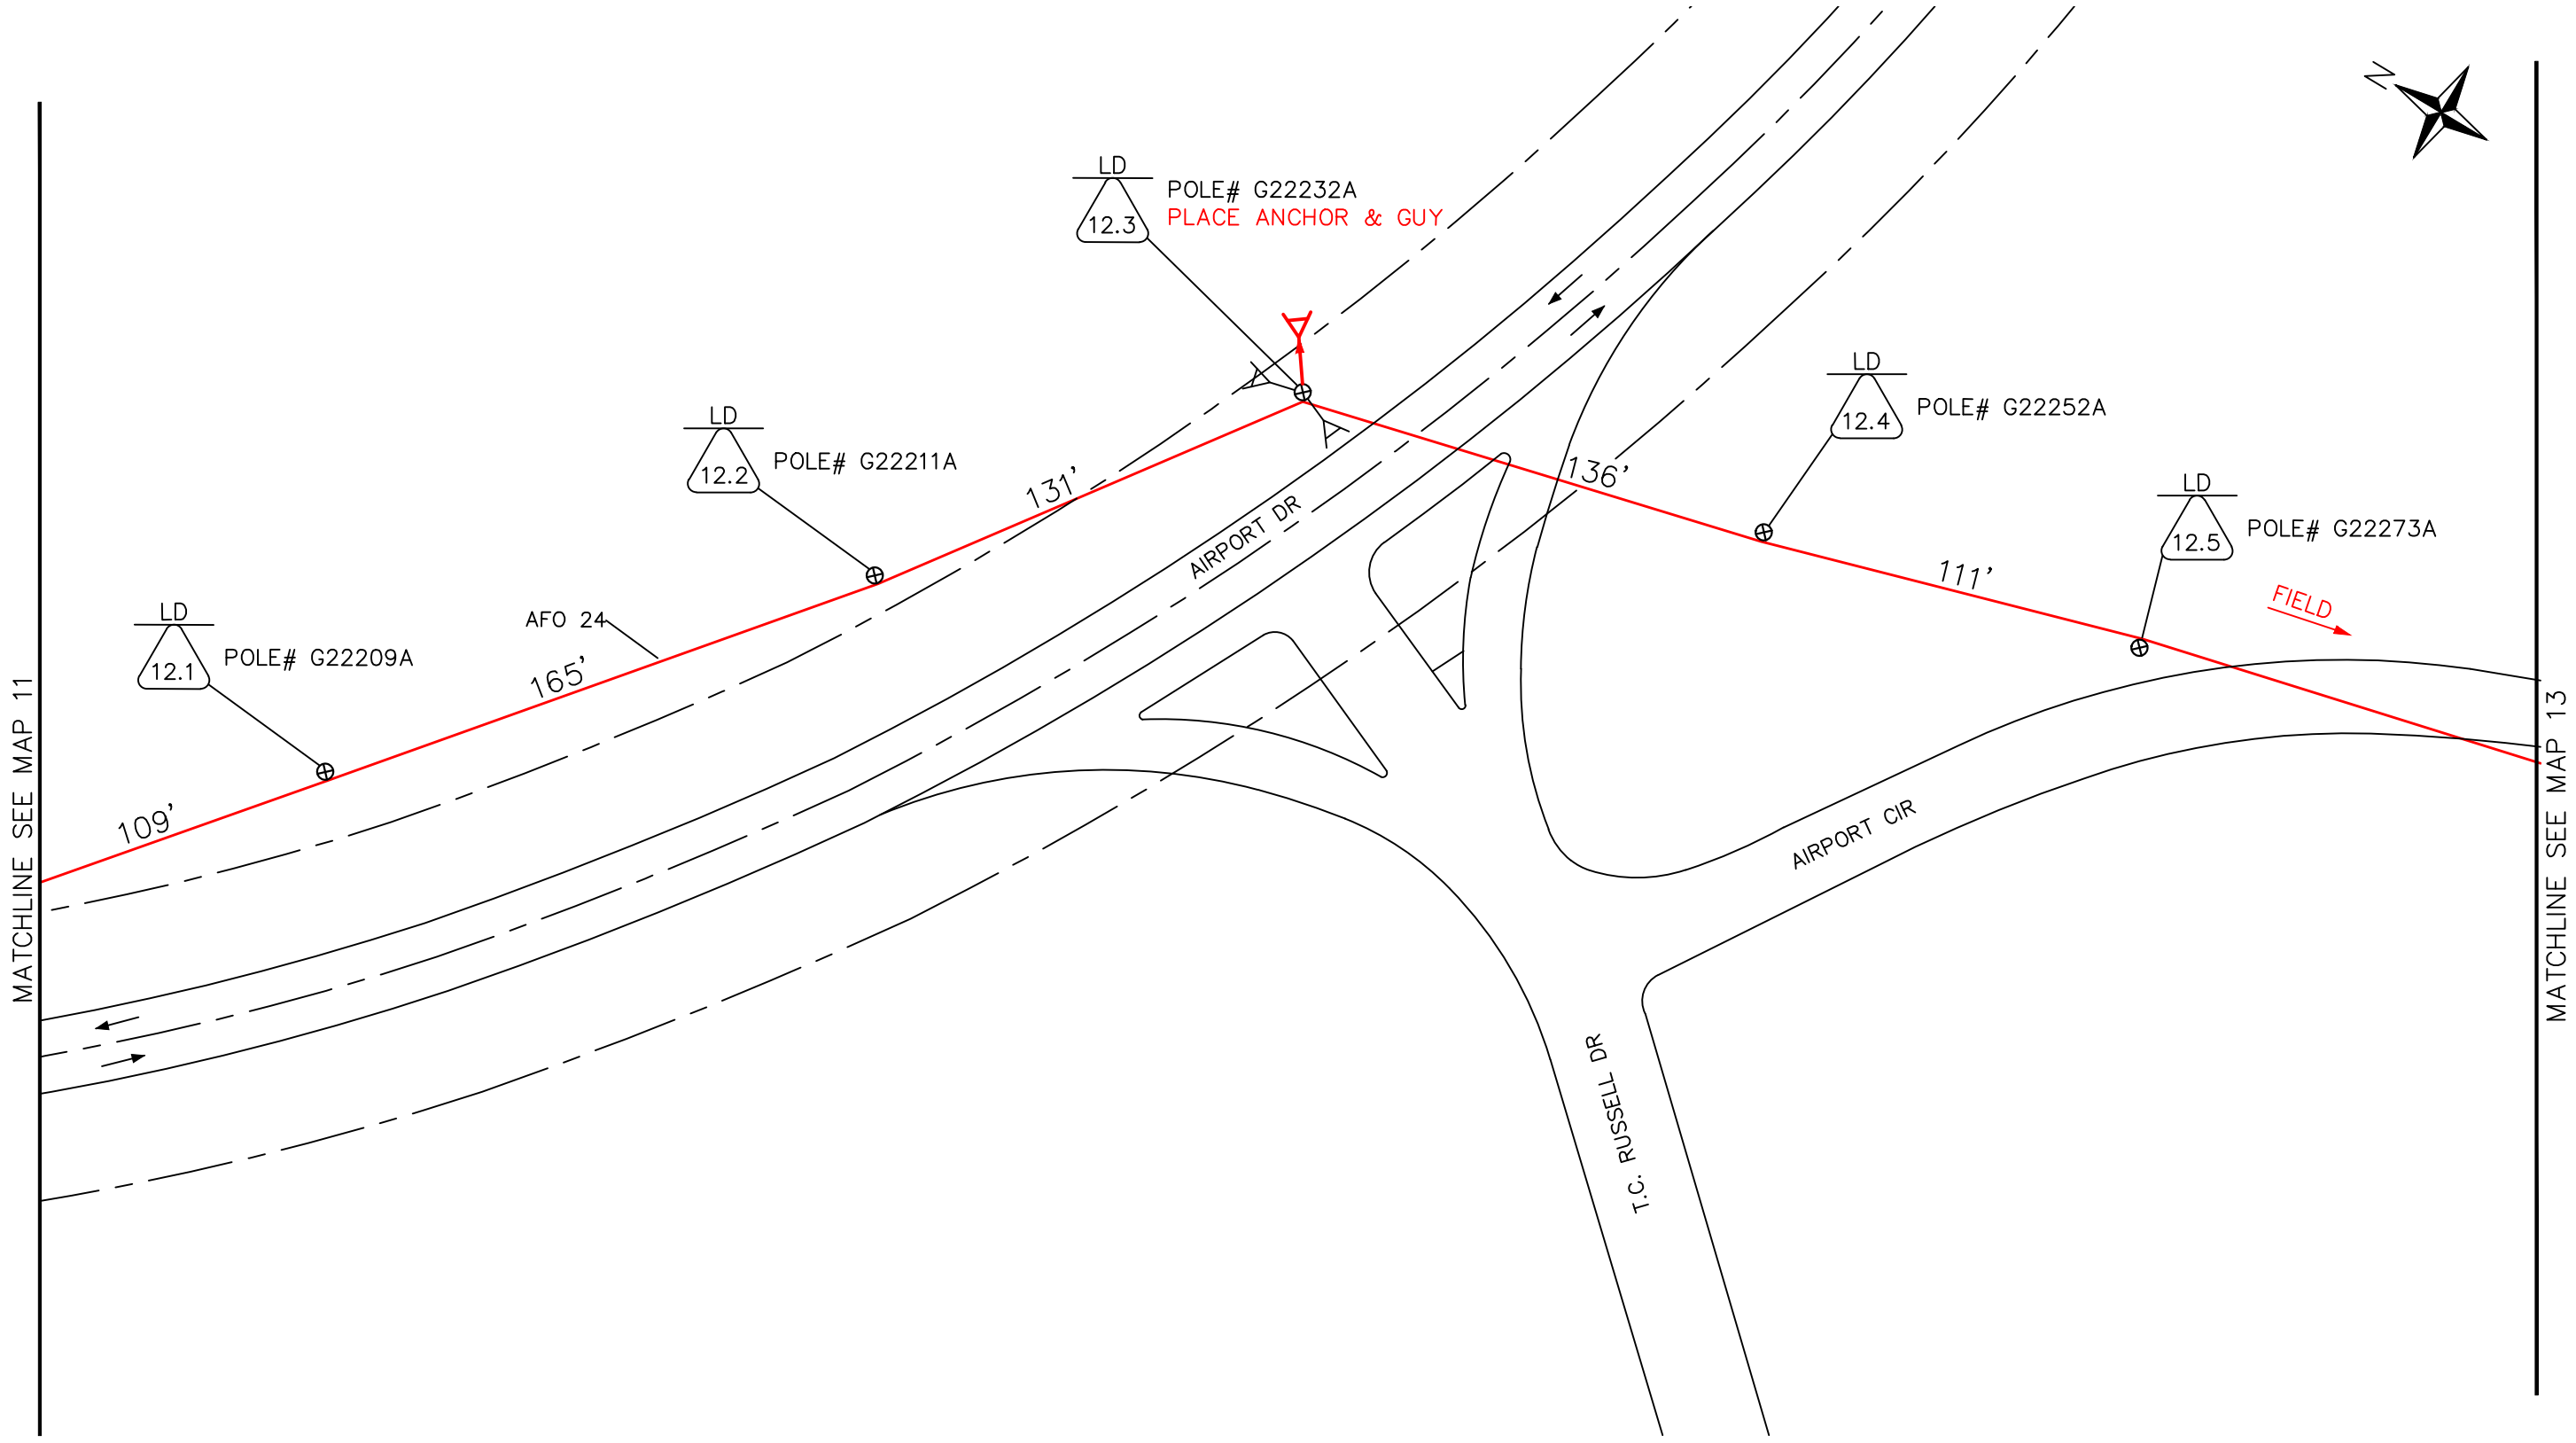 N
LD
12.3
POLE# G22232A
PLACE ANCHOR & GUY
LD
12.4
POLE# G22252A
LD
12.2
POLE# G22211A
131'
136'
LD
12.5
POLE# G22273A
AIRPORT DR
111'
FIELD
AFO 24
LD
12.1
POLE# G22209A
165'
109'
MATCHLINE SEE MAP 11
MATCHLINE SEE MAP 13
AIRPORT CIR
T.C. RUSSELL DR